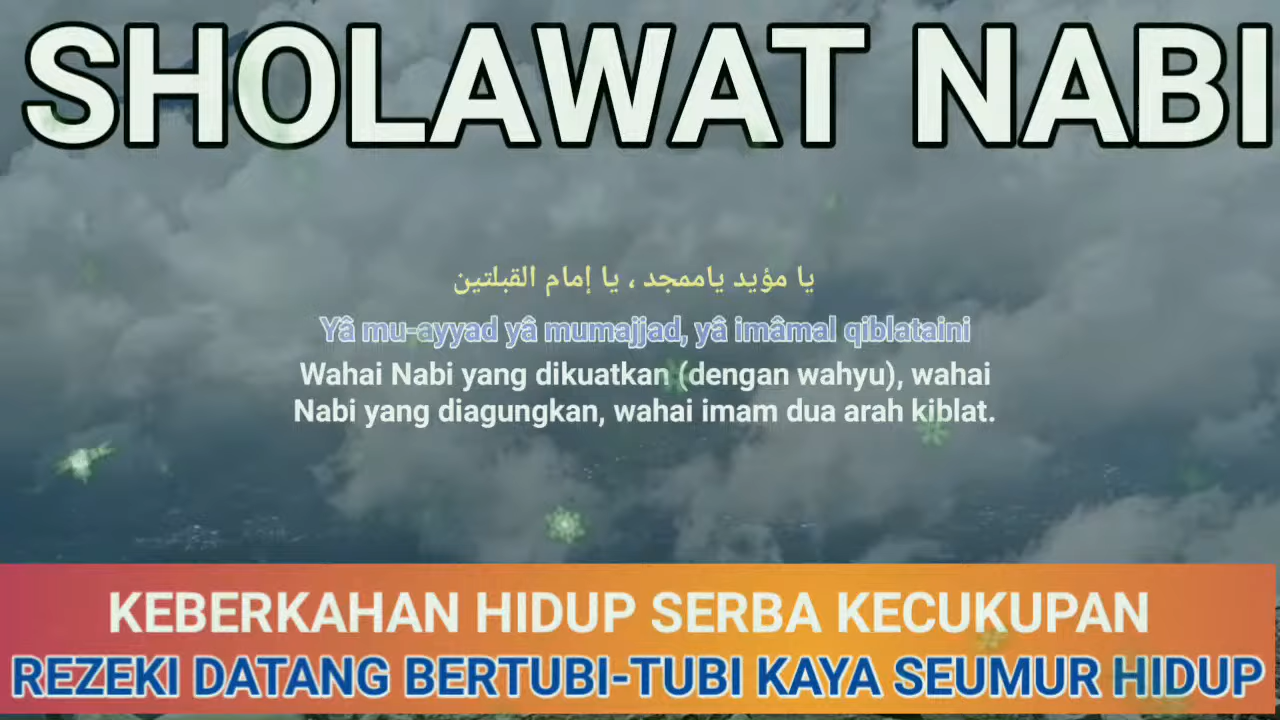 SHOLAWAT NABI
يا مؤيد ياممجد ، يا إمام القبلتين
Yâ mu-ayyad yâ mumajjad, yâ imâmal qiblataini
Wahai Nabi yang dikuatkan (dengan wahyu), wahai
Nabi yang diagungkan, wahai imam dua arah kiblat.
KEBERKAHAN HIDUP SERBA KECUKUPAN
REZEKI DATANG BERTUBI-TUBI KAYA SEUMUR HIDUP